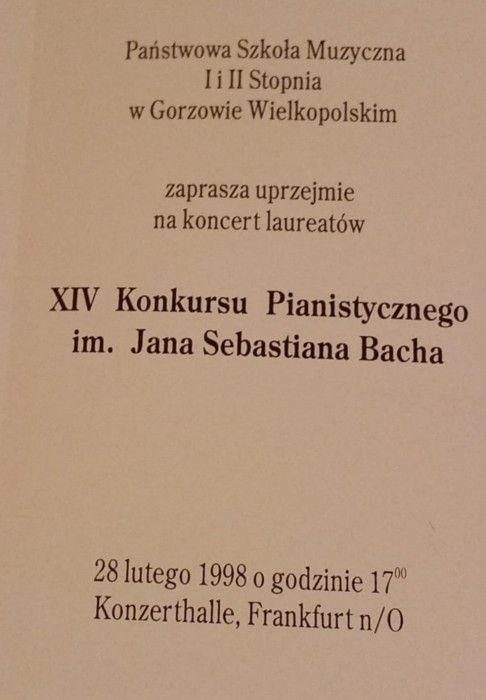 Państwowa Szkoła Muzyczna
I i II Stopnia
w Gorzowie Wielkopolskim
zaprasza uprzejmie
na koncert laureatów
XIV Konkursu Pianistycznego
im. Jana Sebastiana Bacha
28 lutego 1998 o godzinie 17⁰⁰
Konzerthalle, Frankfurt n/O